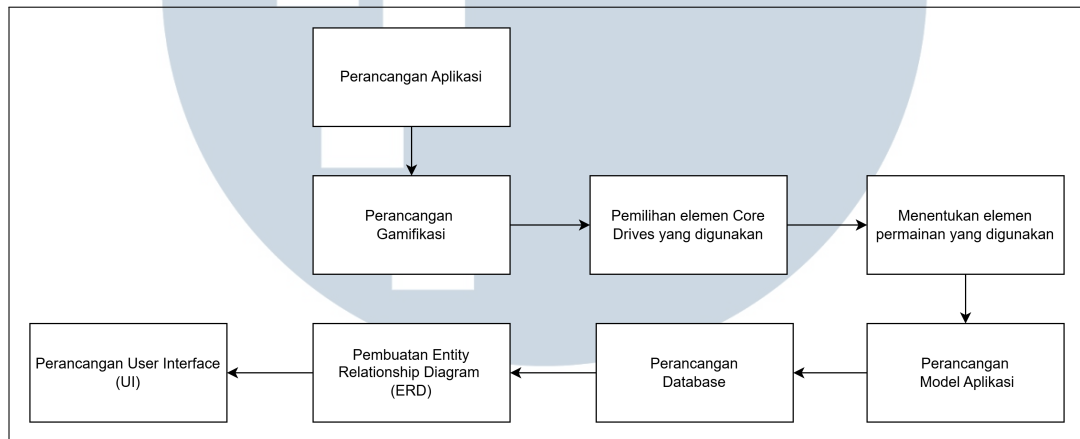 Perancangan Aplikasi
Perancangan
Gamifikasi
Pemilihan elemen Core
Drives yang digunakan
Menentukan elemen
permainan yang digunakan
Perancangan
Model Aplikasi
Perancangan
Database
Pembuatan Entity
Relationship Diagram
(ERD)
Perancangan User Interface
(UI)